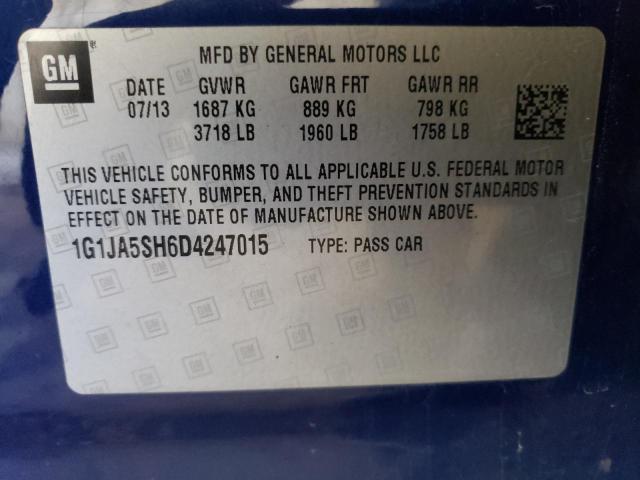 GM
MFD BY GENERAL MOTORS LLC
DATE GVWR GAWR FRT GAWR RR
07/13 1687 KG 889 KG 798 KG
3718 LB 1960 LB 1758 LB
THIS VEHICLE CONFORMS TO ALL APPLICABLE U.S. FEDERAL MOTOR
VEHICLE SAFETY, BUMPER, AND THEFT PREVENTION STANDARDS IN
EFFECT ON THE DATE OF MANUFACTURE SHOWN ABOVE.
1G1JA5SH6D4247015 TYPE: PASS CAR